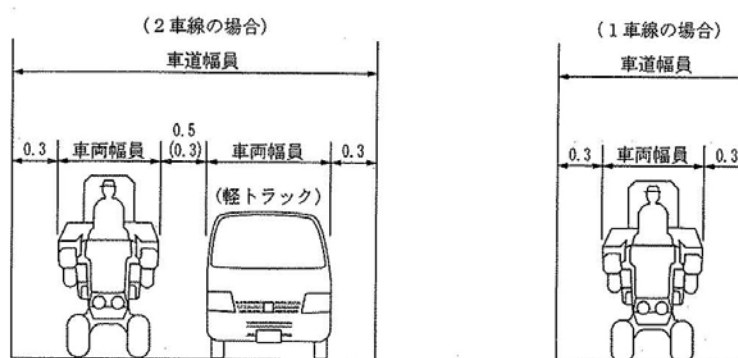 (2車線の場合)
車道幅員
0.3
車両幅員
0.5
(0.3)
車両幅員
0.3
(軽トラック)
(1車線の場合)
車道幅員
0.3
車両幅員
0.3